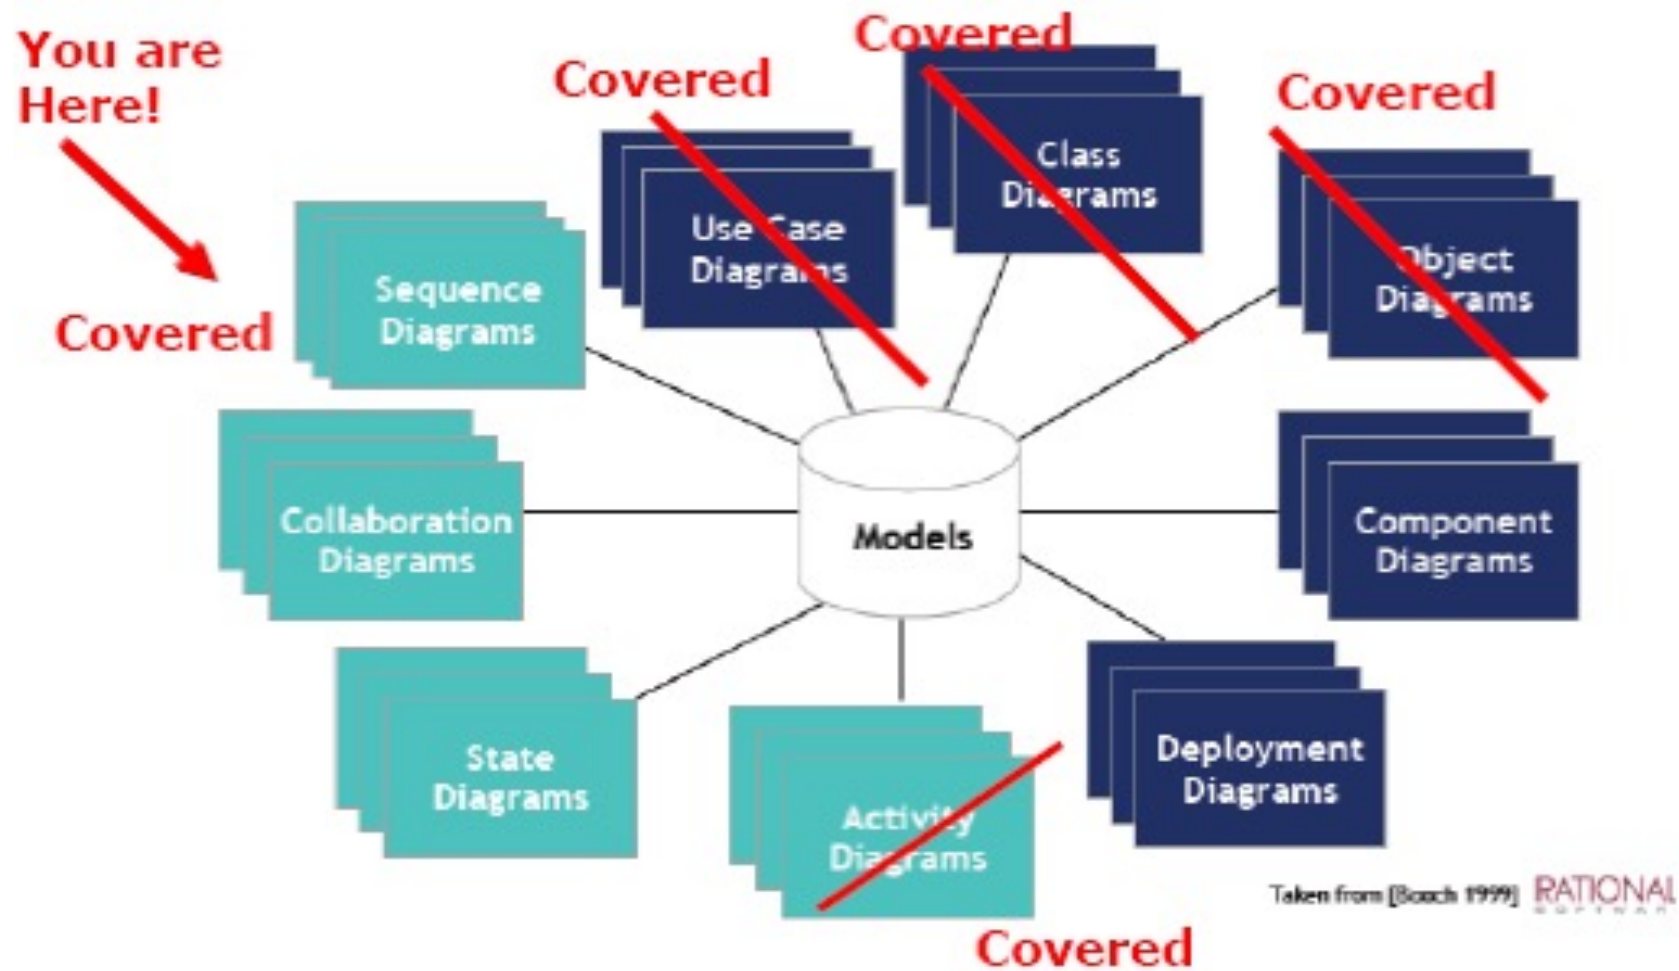 You are
Here!
Covered
Covered
Covered
Covered
Sequence
Diagrams
Use Case
Diagrams
Class
Diagrams
Object
Diagrams
Collaboration
Diagrams
Models
Component
Diagrams
State
Diagrams
Activity
Diagrams
Deployment
Diagrams
Covered
Taken from [Booch 1999]
RATIONAL